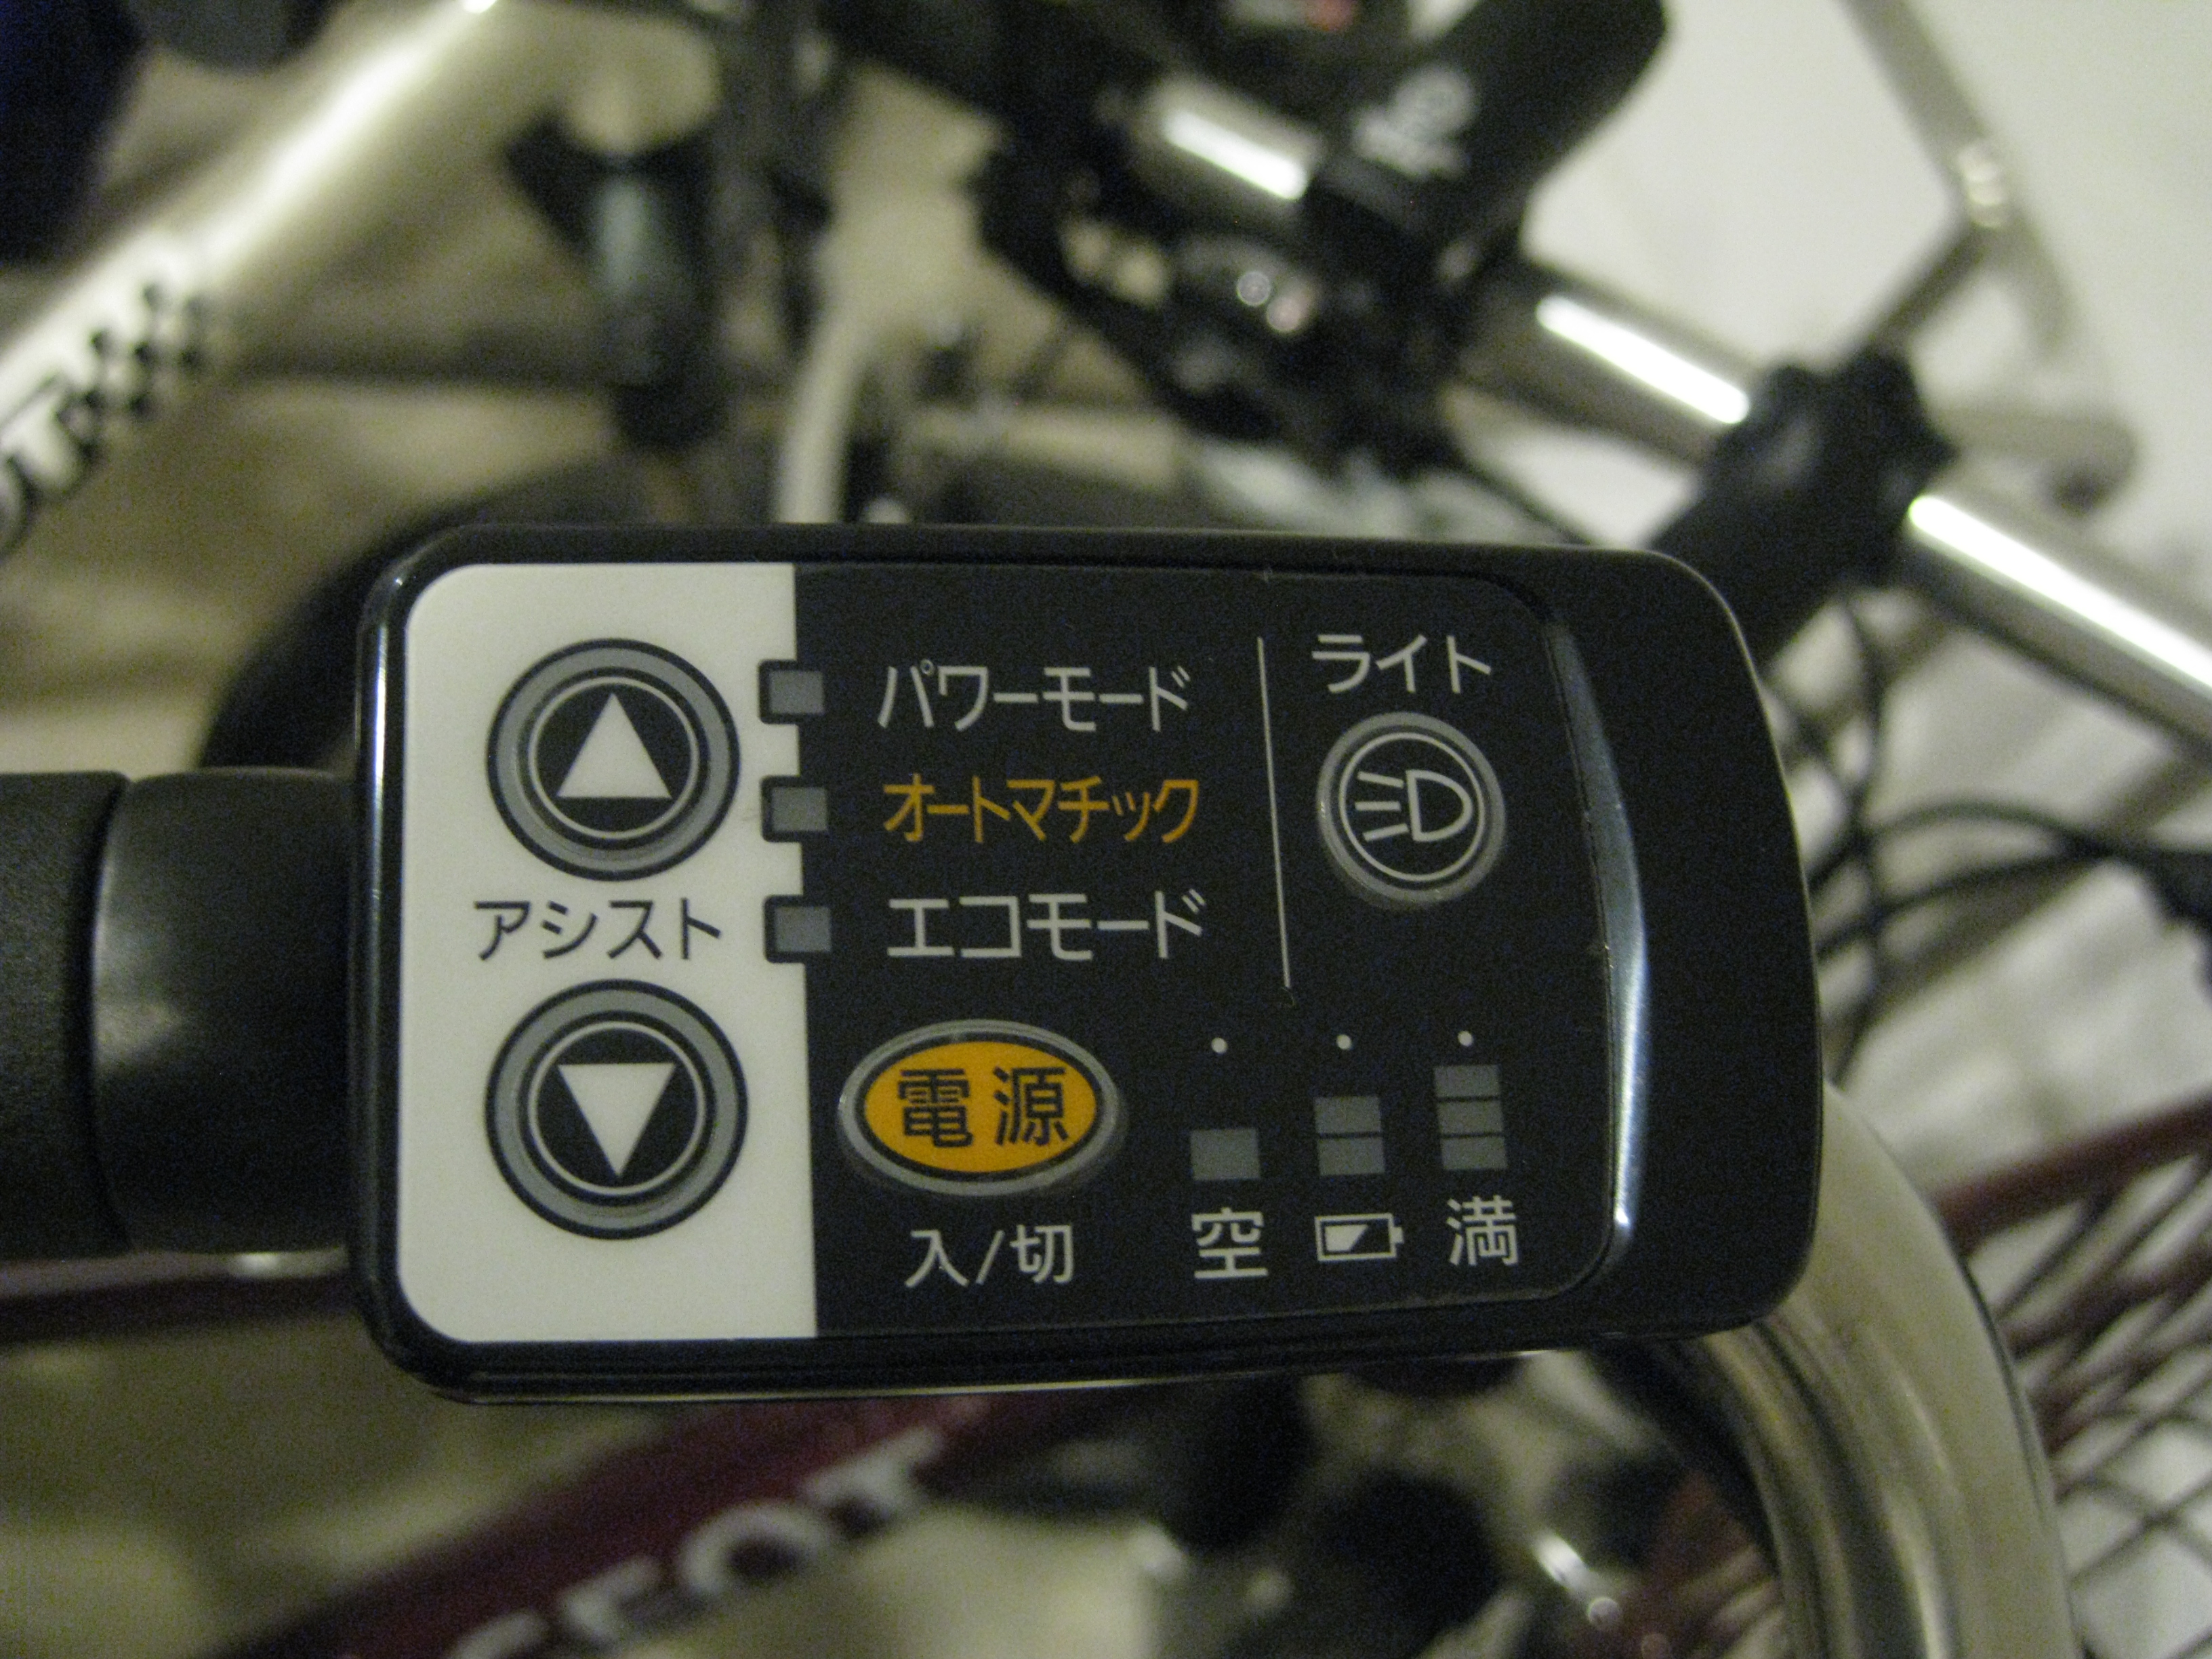 パワーモード
ライト
オートマチック
アシスト
エコモード
電源
入/切
空
満